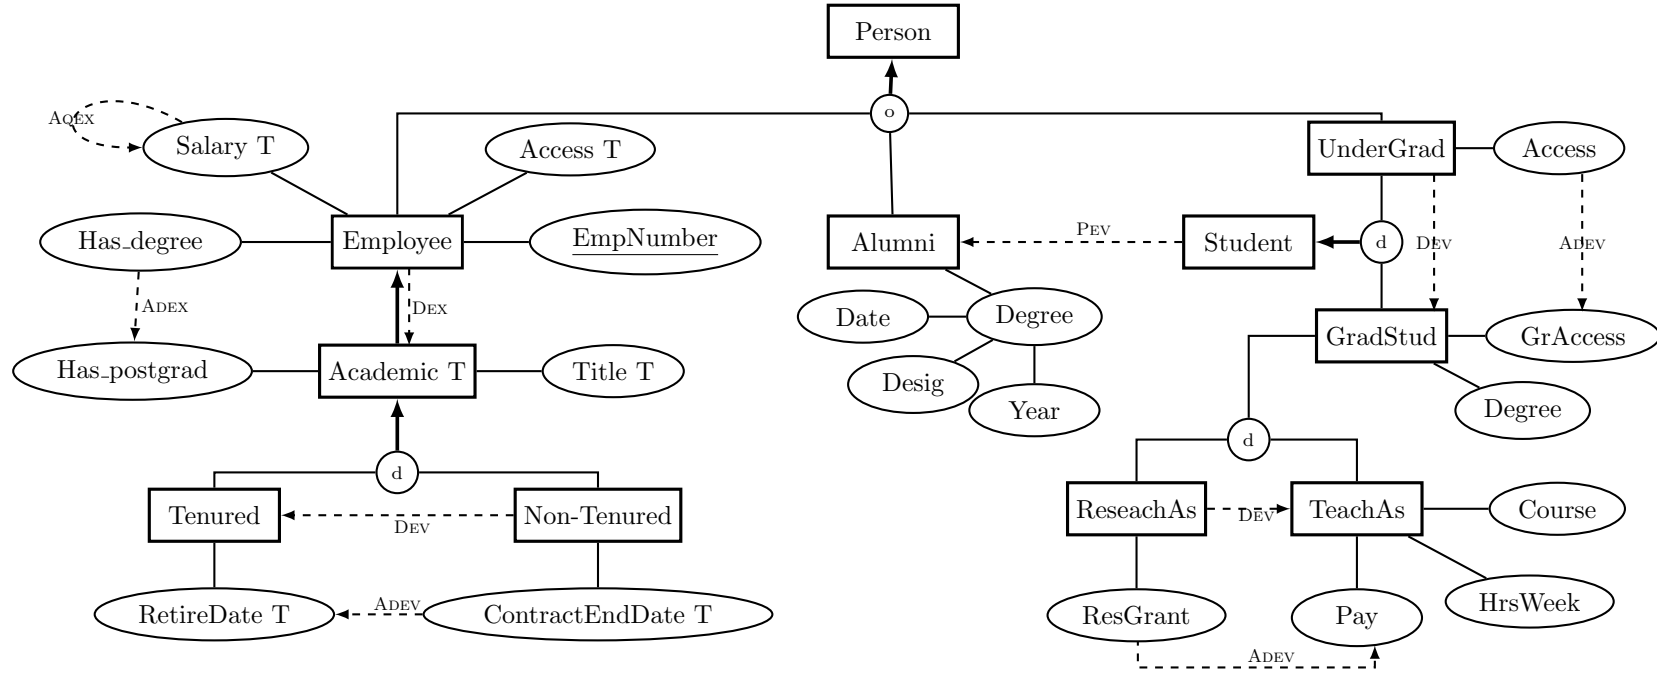 Person
o
AQEX
Salary T
Access T
UnderGrad
Access
Has_degree
Employee
EmpNumber
Alumni
PEV
Student
d
DEV
ADEV
ADEX
DEX
Date
Degree
GradStud
GrAccess
Has_postgrad
Academic T
Title T
Desig
Year
Degree
d
d
Tenured
DEV
Non-Tenured
ReseachAs
DEV
TeachAs
Course
RetireDate T
ADEV
ContractEndDate T
ResGrant
Pay
HrsWeek
ADEV